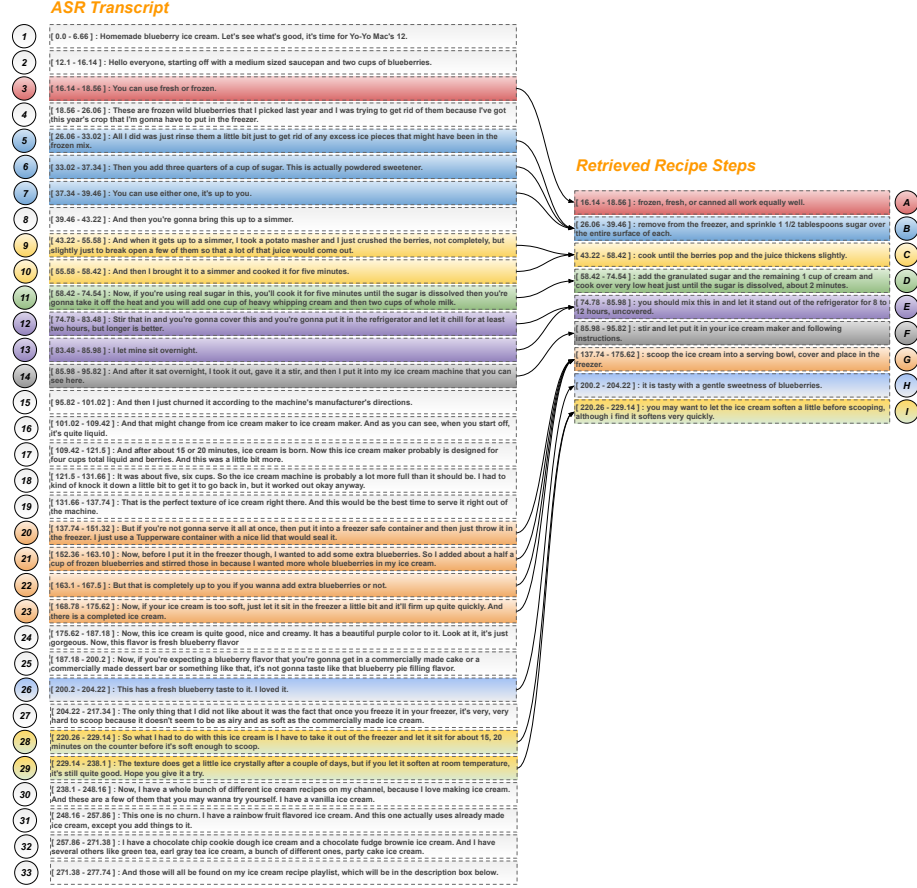 ASR Transcript
1
[ 0.0 - 6.66 ] : Homemade blueberry ice cream. Let's see what's good, it's time for Yo-Yo Mac's 12.
2
[ 12.1 - 16.14 ] : Hello everyone, starting off with a medium sized saucepan and two cups of blueberries.
3
[ 16.14 - 18.56 ] : You can use fresh or frozen.
4
[ 18.56 - 26.06 ] : These are frozen wild blueberries that I picked last year and I was trying to get rid of them because I've got
this year's crop that I'm gonna have to put in the freezer.
5
[ 26.06 - 33.02 ] : All I did was just rinse them a little bit just to get rid of any excess ice pieces that might have been in the
frozen mix.
6
[ 33.02 - 37.34 ] : Then you add three quarters of a cup of sugar. This is actually powdered sweetener.
7
[ 37.34 - 39.46 ] : You can use either one, it's up to you.
8
[ 39.46 - 43.22 ] : And then you're gonna bring this up to a simmer.
9
[ 43.22 - 55.58 ] : And when it gets up to a simmer, I took a potato masher and I just crushed the berries, not completely, but
slightly just to break open a few of them so that a lot of that juice would come out.
10
[ 55.58 - 58.42 ] : And then I brought it to a simmer and cooked it for five minutes.
11
[ 58.42 - 74.54 ] : Now, if you're using real sugar in this, you'll cook it for five minutes until the sugar is dissolved then you're
gonna take it off the heat and you will add one cup of heavy whipping cream and then two cups of whole milk.
12
[ 74.78 - 83.48 ] : Stir that in and you're gonna cover this and you're gonna put it in the refrigerator and let it chill for at least
two hours, but longer is better.
13
[ 83.48 - 85.98 ] : I let mine sit overnight.
14
[ 85.98 - 95.82 ] : And after it sat overnight, I took it out, gave it a stir, and then I put it into my ice cream machine that you can
see here.
15
[ 95.82 - 101.02 ] : And then I just churned it according to the machine's manufacturer's directions.
16
[ 101.02 - 109.42 ] : And that might change from ice cream maker to ice cream maker. And as you can see, when you start off,
it's quite liquid.
17
[ 109.42 - 121.5 ] : And after about 15 or 20 minutes, ice cream is born. Now this ice cream maker probably is designed for
four cups total liquid and berries. And this was a little bit more.
18
[ 121.5 - 131.66 ] : It was about five, six cups. So the ice cream machine is probably a lot more full than it should be. I had to
kind of knock it down a little bit to get it to go back in, but it worked out okay anyway.
19
[ 131.66 - 137.74 ] : That is the perfect texture of ice cream right there. And this would be the best time to serve it right out of
the machine.
20
[ 137.74 - 151.32 ] : But if you're not gonna serve it all at once, then put it into a freezer safe container and then just throw it in
the freezer. I just use a Tupperware container with a nice lid that would seal it.
21
[ 152.36 - 163.10 ] : Now, before I put it in the freezer though, I wanted to add some extra blueberries. So I added about a half a
cup of frozen blueberries and stirred those in because I wanted more whole blueberries in my ice cream.
22
[ 163.1 - 167.5 ] : But that is completely up to you if you wanna add extra blueberries or not.
23
[ 168.78 - 175.62 ] : Now, if your ice cream is too soft, just let it sit in the freezer a little bit and it'll firm up quite quickly. And
there is a completed ice cream.
24
[ 175.62 - 187.18 ] : Now, this ice cream is quite good, nice and creamy. It has a beautiful purple color to it. Look at it, it's just
gorgeous. Now, this flavor is fresh blueberry flavor
25
[ 187.18 - 200.2 ] : Now, if you're expecting a blueberry flavor that you're gonna get in a commercially made cake or a
commercially made dessert bar or something like that, it's not gonna taste like that blueberry pie filling flavor.
26
[ 200.2 - 204.22 ] : This has a fresh blueberry taste to it. I loved it.
27
[ 204.22 - 217.34 ] : The only thing that I did not like about it was the fact that once you freeze it in your freezer, it's very, very
hard to scoop because it doesn't seem to be as airy and as soft as the commercially made ice cream.
28
[ 220.26 - 229.14 ] : So what I had to do with this ice cream is I have to take it out of the freezer and let it sit for about 15, 20
minutes on the counter before it's soft enough to scoop.
29
[ 229.14 - 238.1 ] : The texture does get a little ice crystally after a couple of days, but if you let it soften at room temperature,
it's still quite good. Hope you give it a try.
30
[ 238.1 - 248.16 ] : Now, I have a whole bunch of different ice cream recipes on my channel, because I love making ice cream.
And these are a few of them that you may wanna try yourself. I have a vanilla ice cream.
31
[ 248.16 - 257.86 ] : This one is no churn. I have a rainbow fruit flavored ice cream. And this one actually uses already made
ice cream, except you add things to it.
32
[ 257.86 - 271.38 ] : I have a chocolate chip cookie dough ice cream and a chocolate fudge brownie ice cream. And I have
several others like green tea, earl gray tea ice cream, a bunch of different ones, party cake ice cream.
33
[ 271.38 - 277.74 ] : And those will all be found on my ice cream recipe playlist, which will be in the description box below.
Retrieved Recipe Steps
[ 16.14 - 18.56 ] : frozen, fresh, or canned all work equally well.
A
[ 26.06 - 39.46 ] : remove from the freezer, and sprinkle 1 1/2 tablespoons sugar over
the entire surface of each.
B
[ 43.22 - 58.42 ] : cook until the berries pop and the juice thickens slightly.
C
[ 58.42 - 74.54 ] : add the granulated sugar and the remaining 1 cup of cream and
cook over very low heat just until the sugar is dissolved, about 2 minutes.
D
[ 74.78 - 85.98 ] : you should mix this in and let it stand out of the refrigerator for 8 to
12 hours, uncovered.
E
[ 85.98 - 95.82 ] : stir and let put it in your ice cream maker and following
instructions.
F
[ 137.74 - 175.62 ] : scoop the ice cream into a serving bowl, cover and place in the
freezer.
G
[ 200.2 - 204.22 ] : it is tasty with a gentle sweetness of blueberries.
H
[ 220.26 - 229.14 ] : you may want to let the ice cream soften a little before scooping,
although i find it softens very quickly.
I